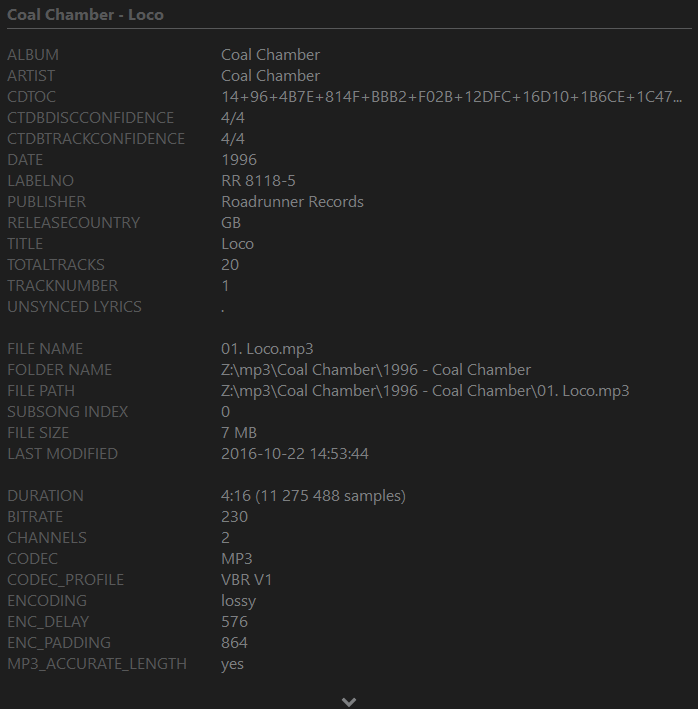 Coal Chamber - Loco
ALBUM Coal Chamber
ARTIST Coal Chamber
CDTOC 14+96+4B7E+814F+BBB2+F02B+12DFC+16D10+1B6CE+1C47...
CTDBDISCCONFIDENCE 4/4
CTDBTRACKCONFIDENCE 4/4
DATE 1996
LABELNO RR 8118-5
PUBLISHER Roadrunner Records
RELEASECOUNTRY GB
TITLE Loco
TOTALTRACKS 20
TRACKNUMBER 1
UNSYNCED LYRICS .
FILE NAME 01. Loco.mp3
FOLDER NAME Z:\mp3\Coal Chamber\1996 - Coal Chamber
FILE PATH Z:\mp3\Coal Chamber\1996 - Coal Chamber\01. Loco.mp3
SUBSONG INDEX 0
FILE SIZE 7 MB
LAST MODIFIED 2016-10-22 14:53:44
DURATION 4:16 (11 275 488 samples)
BITRATE 230
CHANNELS 2
CODEC MP3
CODEC_PROFILE VBR V1
ENCODING lossy
ENC_DELAY 576
ENC_PADDING 864
MP3_ACCURATE_LENGTH yes